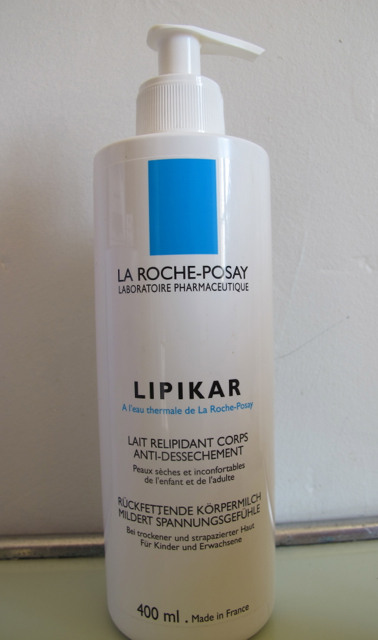 LA ROCHE-POSAY
LABORATOIRE PHARMACEUTIQUE
LIPIKAR
A l'eau thermale de La Roche-Posay
LAIT RELIPIDANT CORPS
ANTI-DESSECHEMENT
Peaux sèches et inconfortables
de l'enfant et de l'adulte
RÜCKFETTENDE KÖRPERMILCH
MILDERT SPANNUNGSGEFÜHLE
Bei trockener und strapazierter Haut
Für Kinder und Erwachsene
400 ml . Made in France